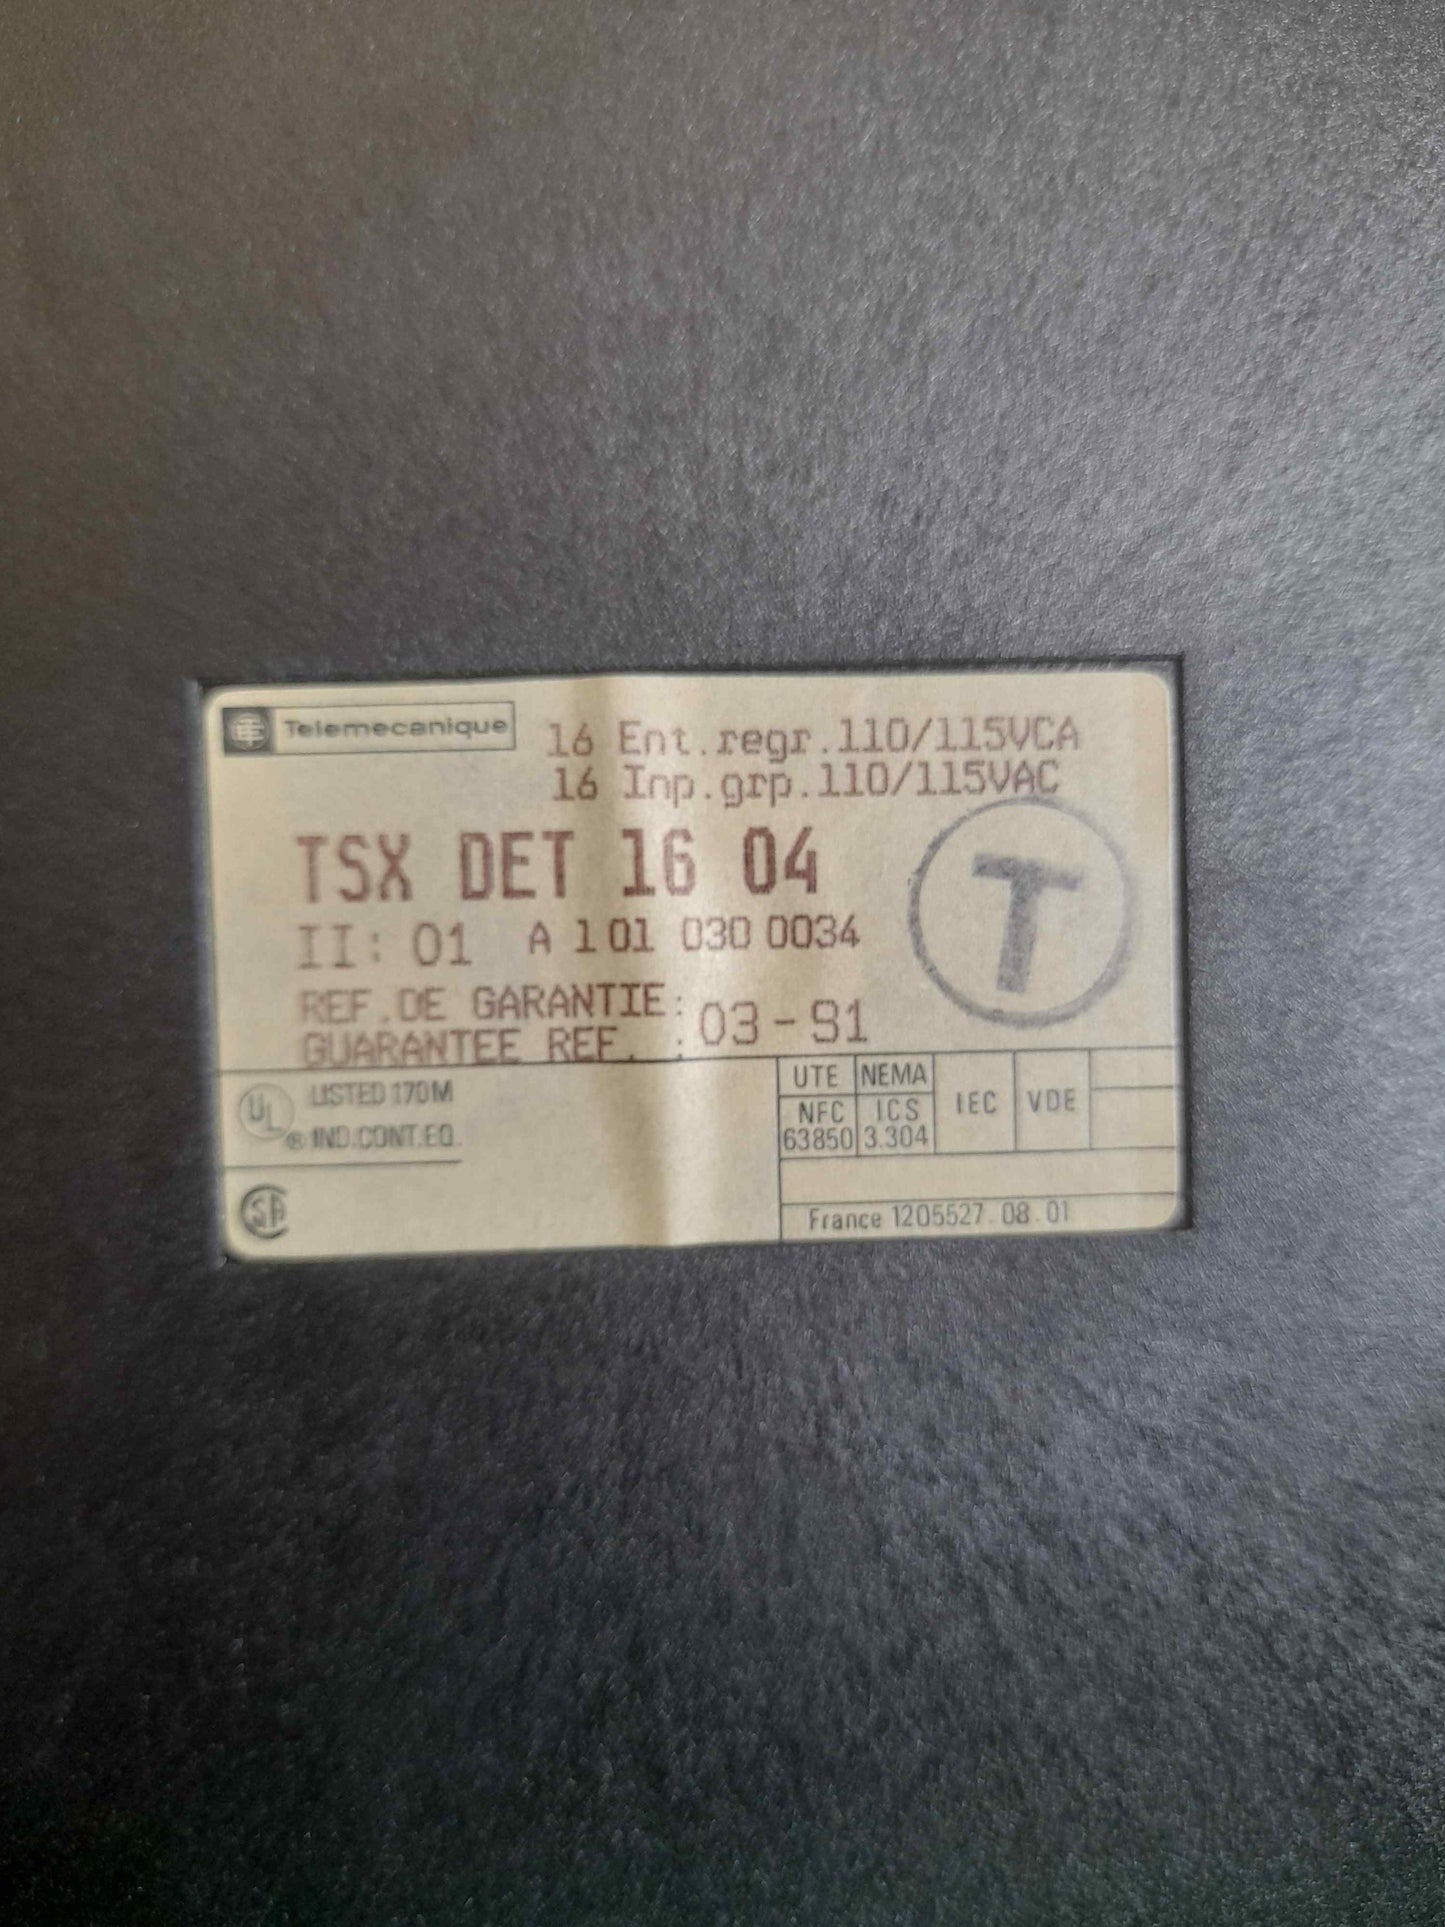 Telemecanique
16 Ent.regr.110/115VCA
16 Inp.grp.110/115VAC
TSX DET 16 04
II: 01 A 101 030 0034
T
REF.DE GARANTIE:
GUARANTEE REF. : 03-91
UL LISTED 170M
® IND.CONT.EQ.
UTE NEMA IEC VDE
NFC ICS
63850 3.304
SA
France 1205527.08.01